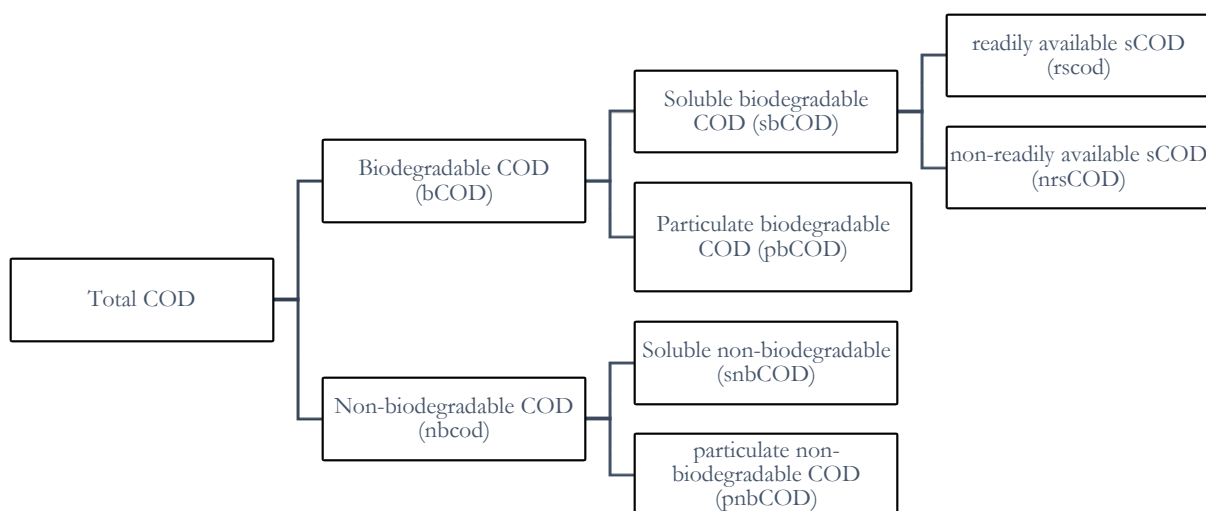 Total COD
Biodegradable COD
(bCOD)
Soluble biodegradable
COD (sbCOD)
readily available sCOD
(rscod)
non-readily available sCOD
(nrsCOD)
Particulate biodegradable
COD (pbCOD)
Non-biodegradable COD
(nbcod)
Soluble non-biodegradable
(snbCOD)
particulate non-
biodegradable COD
(pnbCOD)